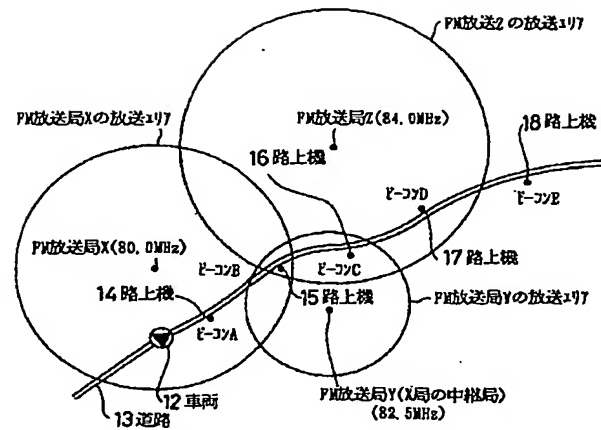 FM放送Zの放送ェリア
FM放送局Xの放送ェリア
FM放送局Z(84.0MHz)
18路上機
16路上機
ビーコンD
ビーコンE
FM放送局X(80.0MHz)
ビーコンB
ビーコンC
17路上機
14路上機
15路上機
FM放送局Yの放送ェリア
ビーコンA
12車両
FM放送局Y(X局の中継局)
(82.5MHz)
13道路